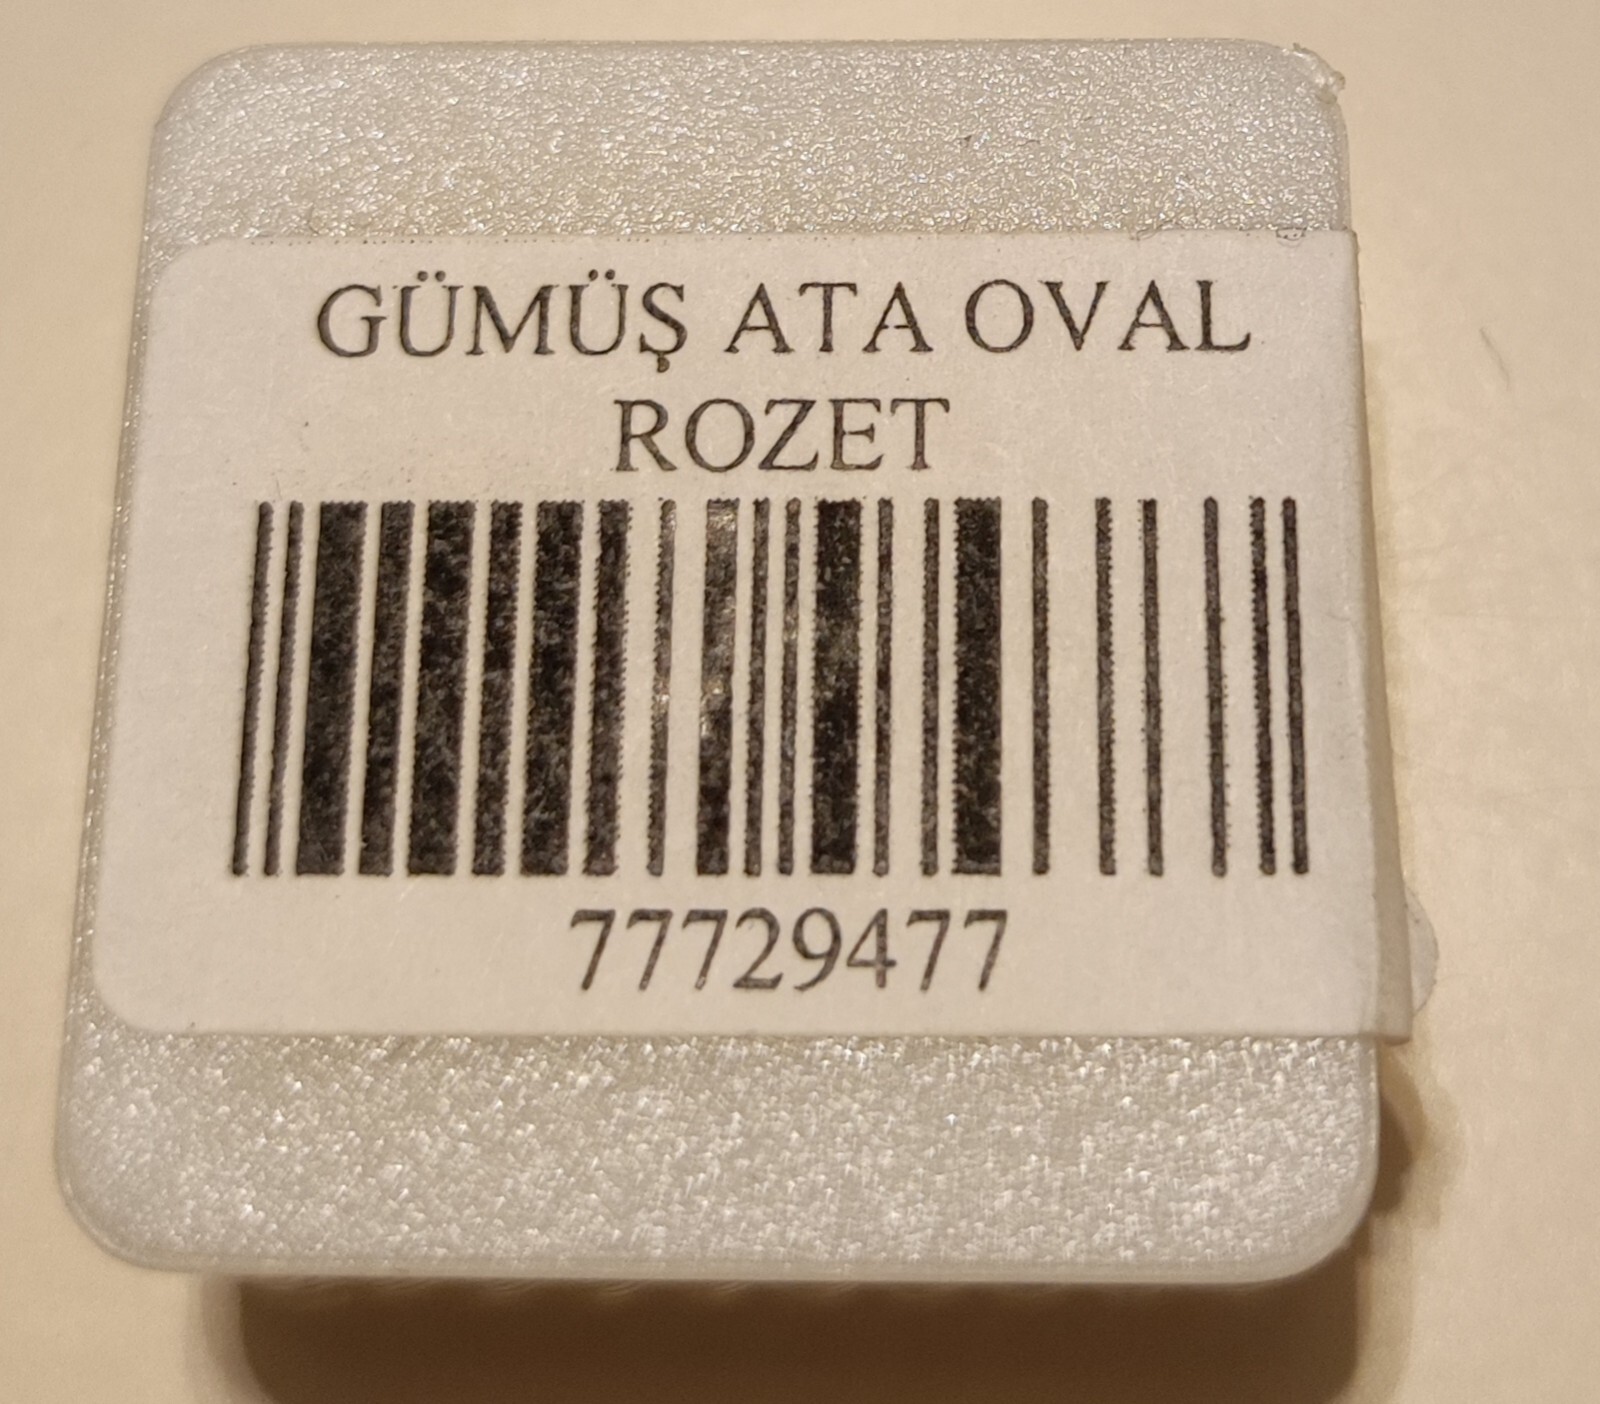 GÜMÜŞ ATA OVAL
ROZET
77729477